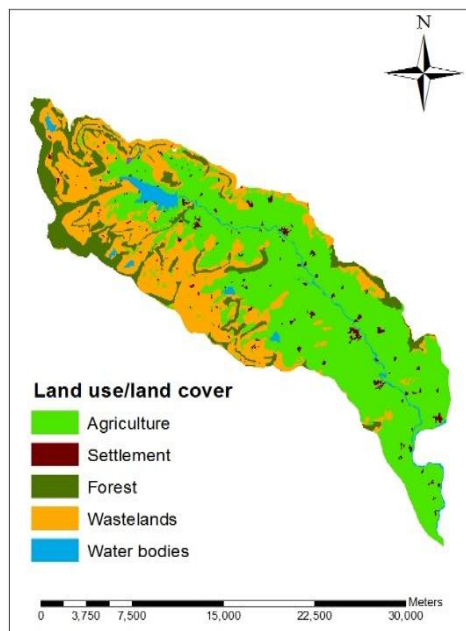 N
Land use/land cover
Agriculture
Settlement
Forest
Wastelands
Water bodies
Meters
0 3,750 7,500 15,000 22,500 30,000